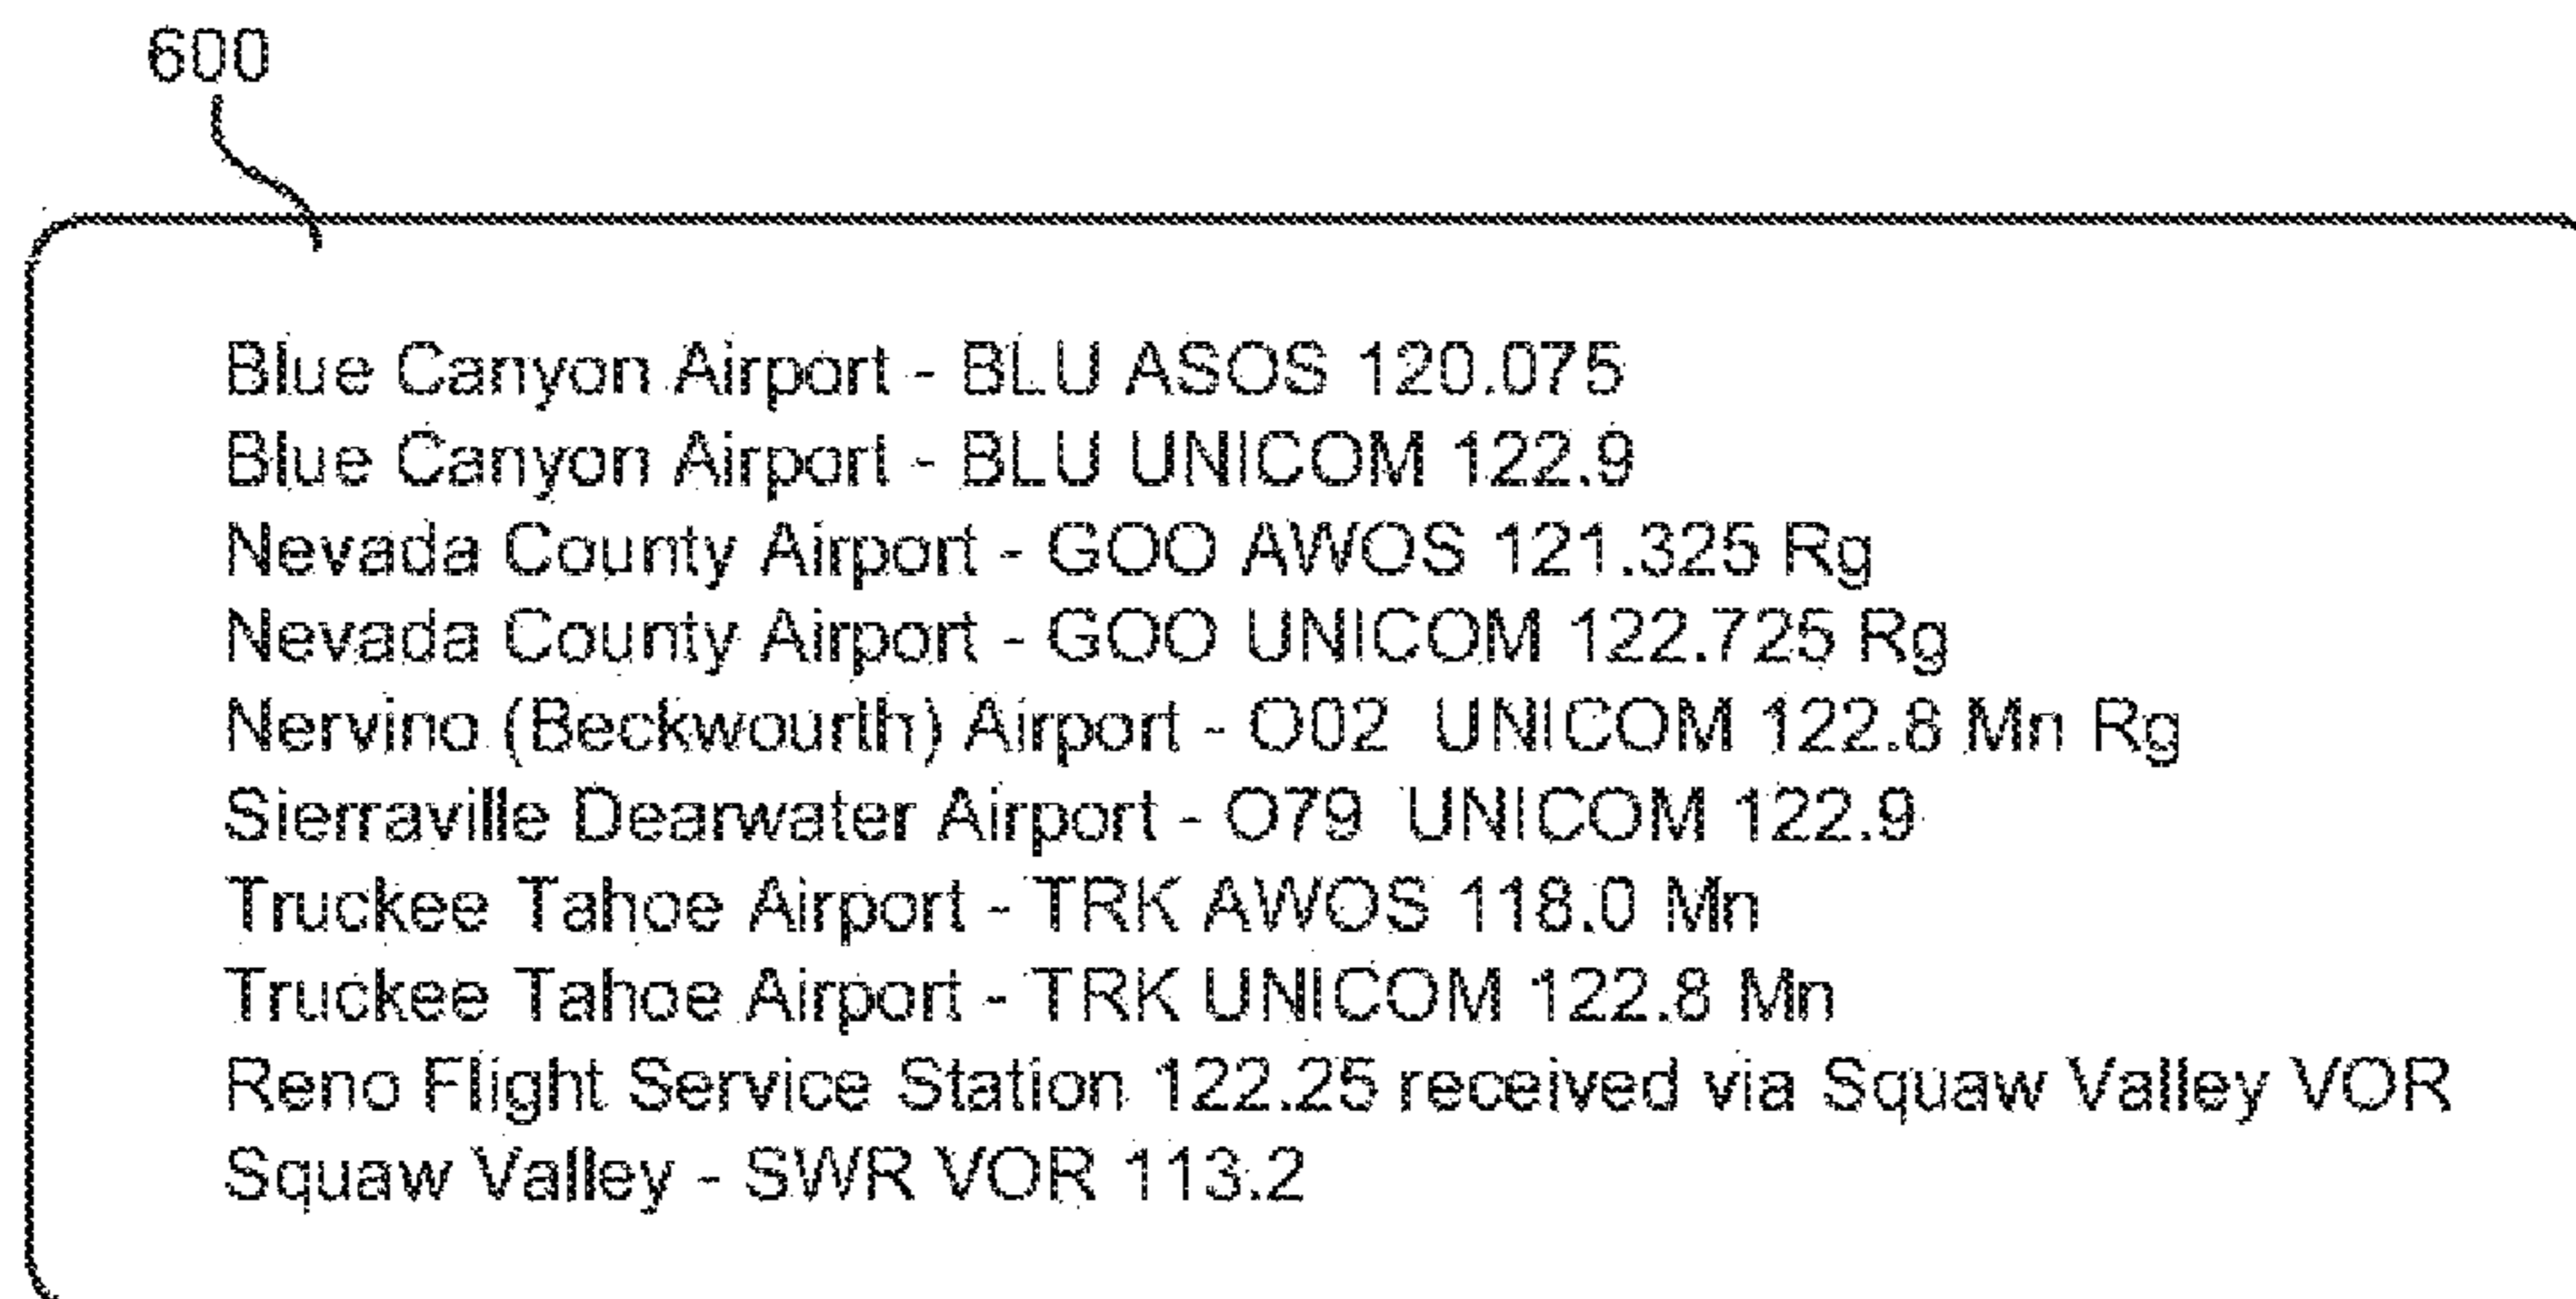 600
Blue Canyon Airport - BLU ASOS 120.075
Blue Canyon Airport - BLU UNICOM 122.9
Nevada County Airport - GOO AWOS 121.325 Rg
Nevada County Airport - GOO UNICOM 122.725 Rg
Nervino (Beckwourth) Airport - O02 UNICOM 122.8 Mn Rg
Sierraville Dearwater Airport - O79 UNICOM 122.9
Truckee Tahoe Airport - TRK AWOS 118.0 Mn
Truckee Tahoe Airport - TRK UNICOM 122.8 Mn
Reno Flight Service Station 122.25 received via Squaw Valley VOR
Squaw Valley - SWR VOR 113.2